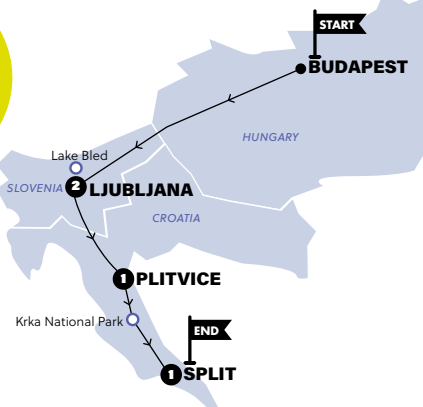 START
BUDAPEST
HUNGARY
Lake Bled
SLOVENIA
2 LJUBLJANA
CROATIA
1 PLITVICE
Krka National Park
END
1 SPLIT